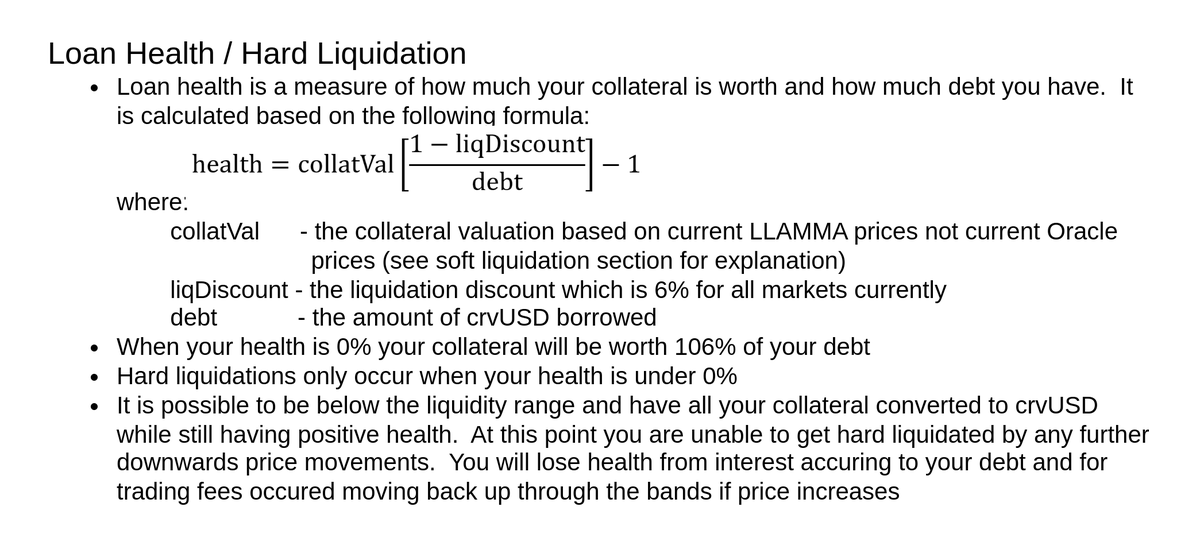 Loan Health / Hard Liquidation
• Loan health is a measure of how much your collateral is worth and how much debt you have.  It
is calculated based on the following formula:
health = collatVal [(1 − liqDiscount) / debt] − 1
where:
collatVal - the collateral valuation based on current LLAMMA prices not current Oracle
prices (see soft liquidation section for explanation)
liqDiscount - the liquidation discount which is 6% for all markets currently
debt - the amount of crvUSD borrowed
• When your health is 0% your collateral will be worth 106% of your debt
• Hard liquidations only occur when your health is under 0%
• It is possible to be below the liquidity range and have all your collateral converted to crvUSD
while still having positive health.  At this point you are unable to get hard liquidated by any further
downwards price movements.  You will lose health from interest accuring to your debt and for
trading fees occured moving back up through the bands if price increases